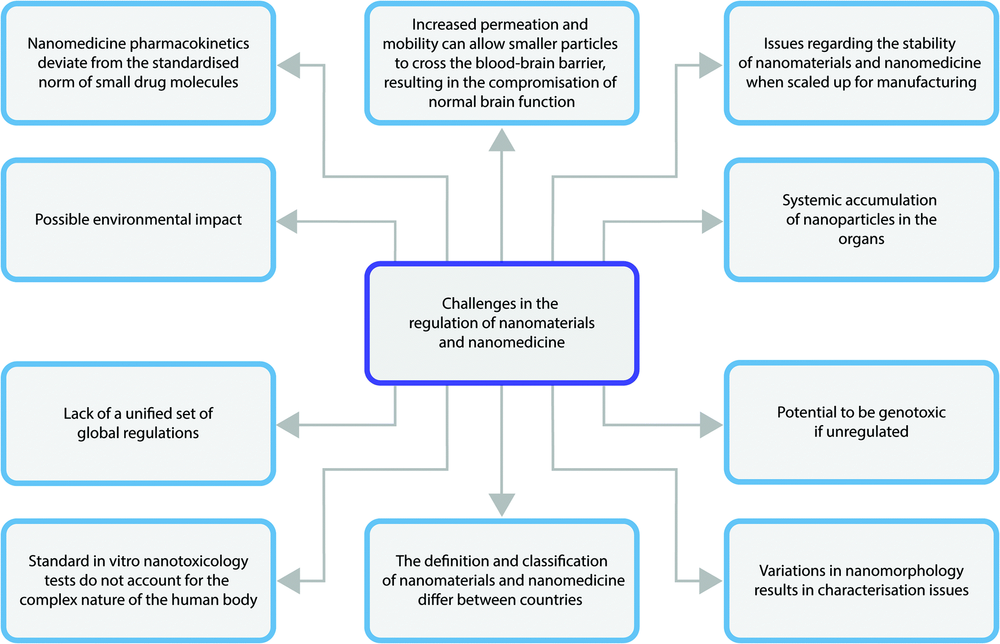 Nanomedicine pharmacokinetics
deviate from the standardised
norm of small drug molecules
Increased permeation and
mobility can allow smaller particles
to cross the blood-brain barrier,
resulting in the compromisation of
normal brain function
Issues regarding the stability
of nanomaterials and nanomedicine
when scaled up for manufacturing
Possible environmental impact
Systemic accumulation
of nanoparticles in the
organs
Challenges in the
regulation of nanomaterials
and nanomedicine
Lack of a unified set of
global regulations
Potential to be genotoxic
if unregulated
Standard in vitro nanotoxicology
tests do not account for the
complex nature of the human body
The definition and classification
of nanomaterials and nanomedicine
differ between countries
Variations in nanomorphology
results in characterisation issues